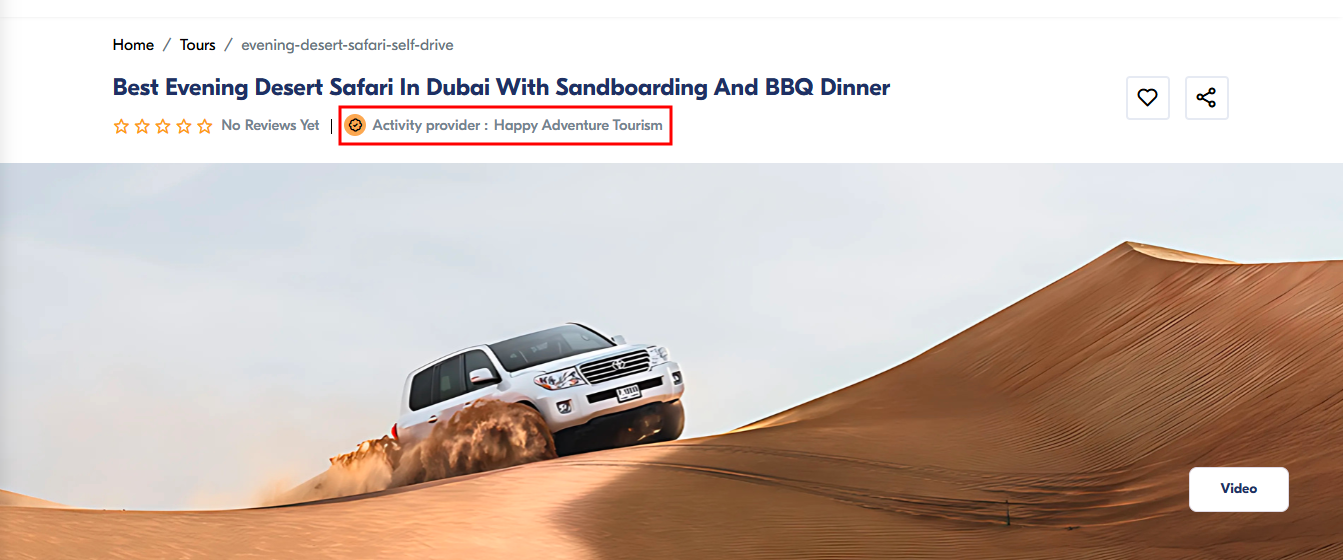 Home / Tours / evening-desert-safari-self-drive
Best Evening Desert Safari In Dubai With Sandboarding And BBQ Dinner
No Reviews Yet | Activity provider : Happy Adventure Tourism
Video